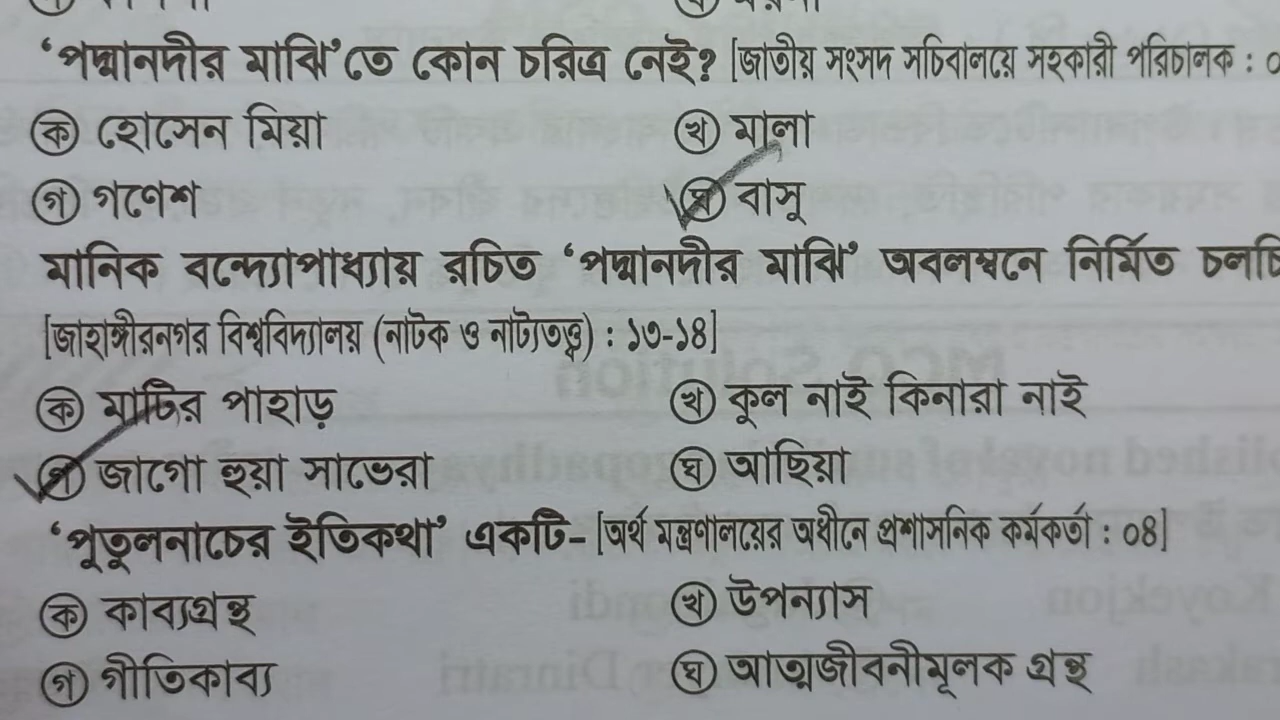 ‘পদ্মানদীর মাঝি’তে কোন চরিত্র নেই? [জাতীয় সংসদ সচিবালয়ে সহকারী পরিচালক : ০
ক হোসেন মিয়া খ মালা
গ গণেশ ঘ বাসু
মানিক বন্দ্যোপাধ্যায় রচিত ‘পদ্মানদীর মাঝি’ অবলম্বনে নির্মিত চলচি
[জাহাঙ্গীরনগর বিশ্ববিদ্যালয় (নাটক ও নাট্যতত্ত্ব) : ১৩-১৪]
ক মাটির পাহাড় খ কুল নাই কিনারা নাই
গ জাগো হুয়া সাভেরা ঘ আছিয়া
‘পুতুলনাচের ইতিকথা’ একটি- [অর্থ মন্ত্রণালয়ের অধীনে প্রশাসনিক কর্মকর্তা : ০৪]
ক কাব্যগ্রন্থ খ উপন্যাস
গ গীতিকাব্য ঘ আত্মজীবনীমূলক গ্রন্থ